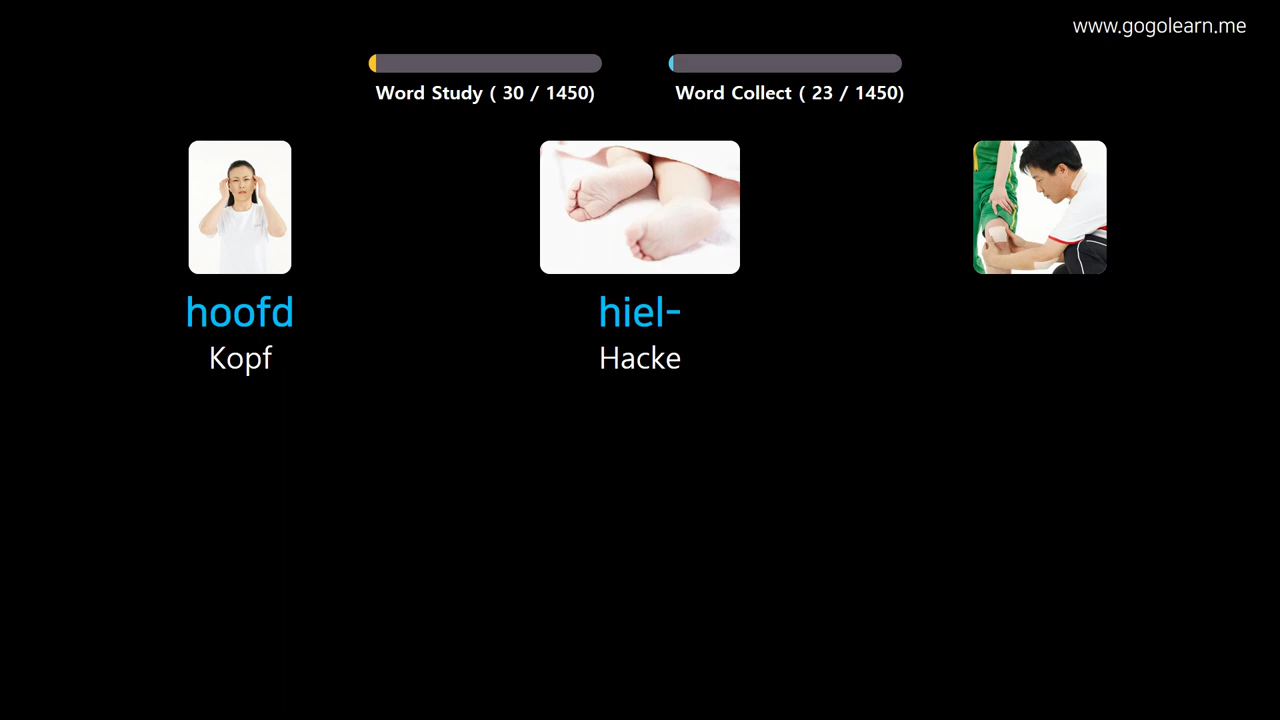 www.gogolearn.me
Word Study ( 30 / 1450)
Word Collect ( 23 / 1450)
hoofd
hiel-
Kopf
Hacke